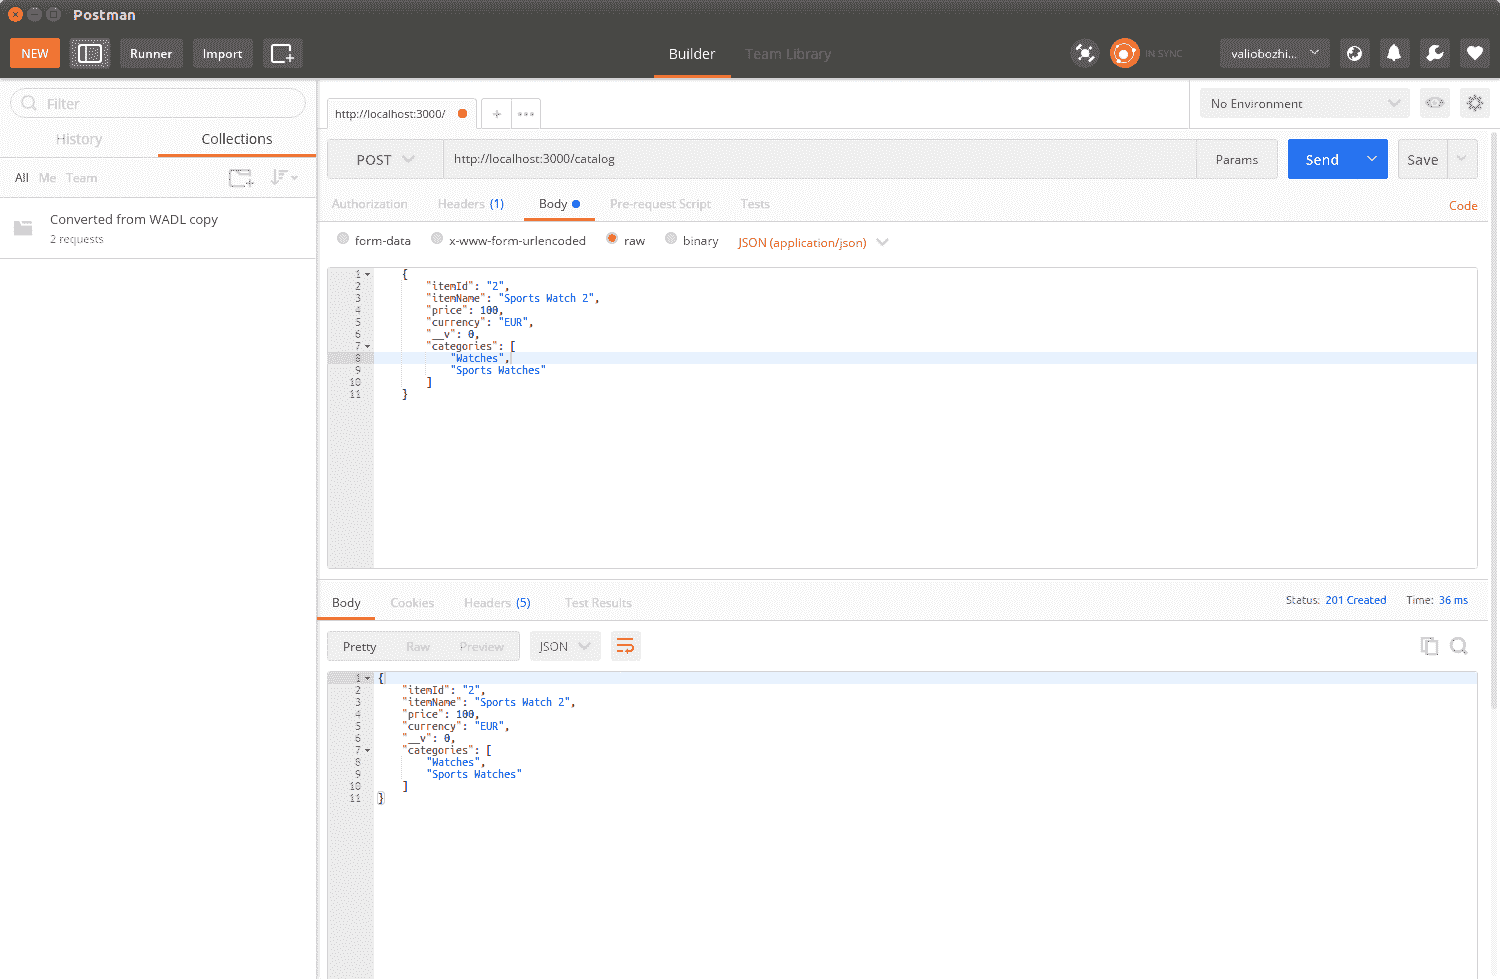 Postman
NEW
Runner
Import
Builder
Team Library
IN SYNC
valiobozhi...
Filter
History
Collections
All Me Team
Converted from WADL copy
2 requests
http://localhost:3000/
No Environment
POST
http://localhost:3000/catalog
Params
Send
Save
Authorization
Headers (1)
Body
Pre-request Script
Tests
Code
form-data
x-www-form-urlencoded
raw
binary
JSON (application/json)
1 {
2 "itemId": "2",
3 "itemName": "Sports Watch 2",
4 "price": 100,
5 "currency": "EUR",
6 "__v": 0,
7 "categories": [
8 "Watches",
9 "Sports Watches"
10 ]
11 }
Body
Cookies
Headers (5)
Test Results
Status: 201 Created
Time: 36 ms
Pretty
Raw
Preview
JSON
1 {
2 "itemId": "2",
3 "itemName": "Sports Watch 2",
4 "price": 100,
5 "currency": "EUR",
6 "__v": 0,
7 "categories": [
8 "Watches",
9 "Sports Watches"
10 ]
11 }